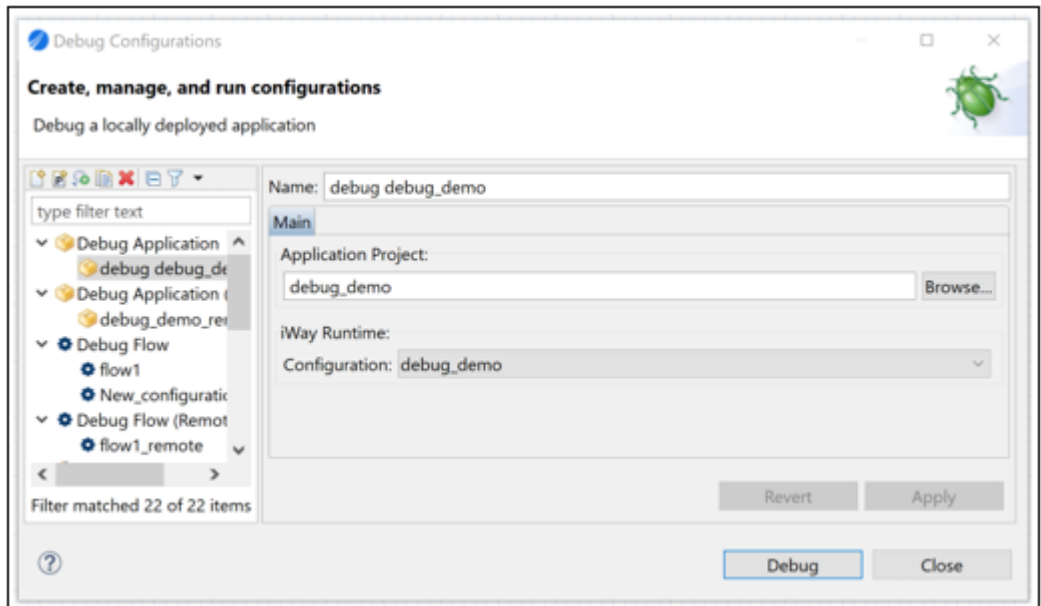 Debug Configurations
Create, manage, and run configurations
Debug a locally deployed application
type filter text
Debug Application
debug debug_de
Debug Application (
debug_demo_rer
Debug Flow
flow1
New_configuratic
Debug Flow (Remot
flow1_remote
Filter matched 22 of 22 items
Name: debug debug_demo
Main
Application Project:
debug_demo
Browse...
iWay Runtime:
Configuration: debug_demo
Revert
Apply
Debug
Close